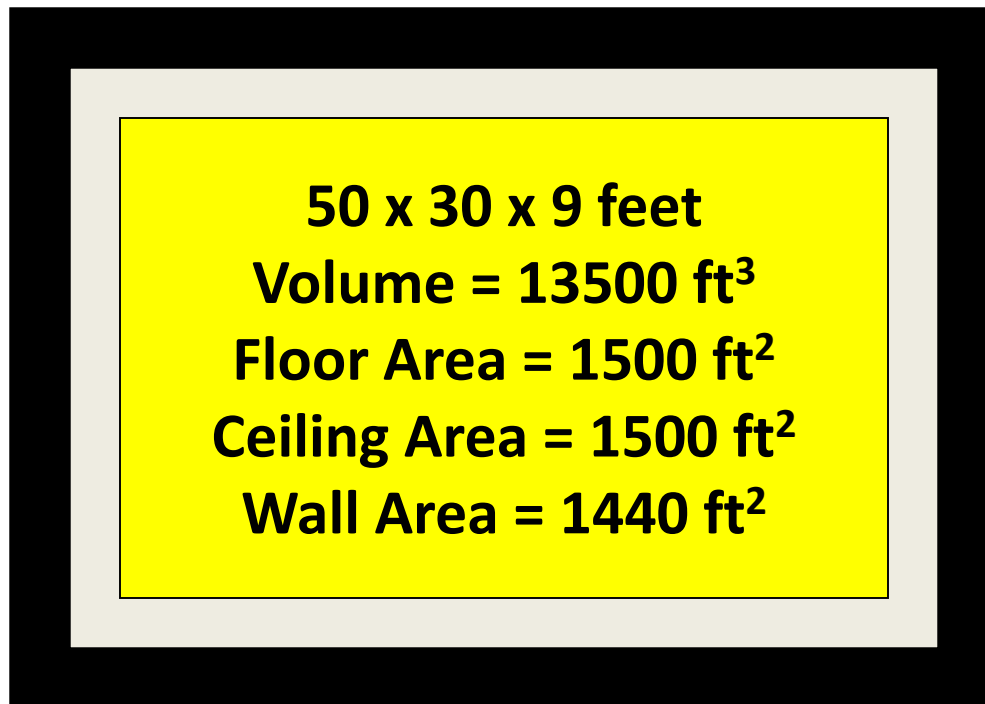 50 x 30 x 9 feet
Volume = 13500 ft³
Floor Area = 1500 ft²
Ceiling Area = 1500 ft²
Wall Area = 1440 ft²